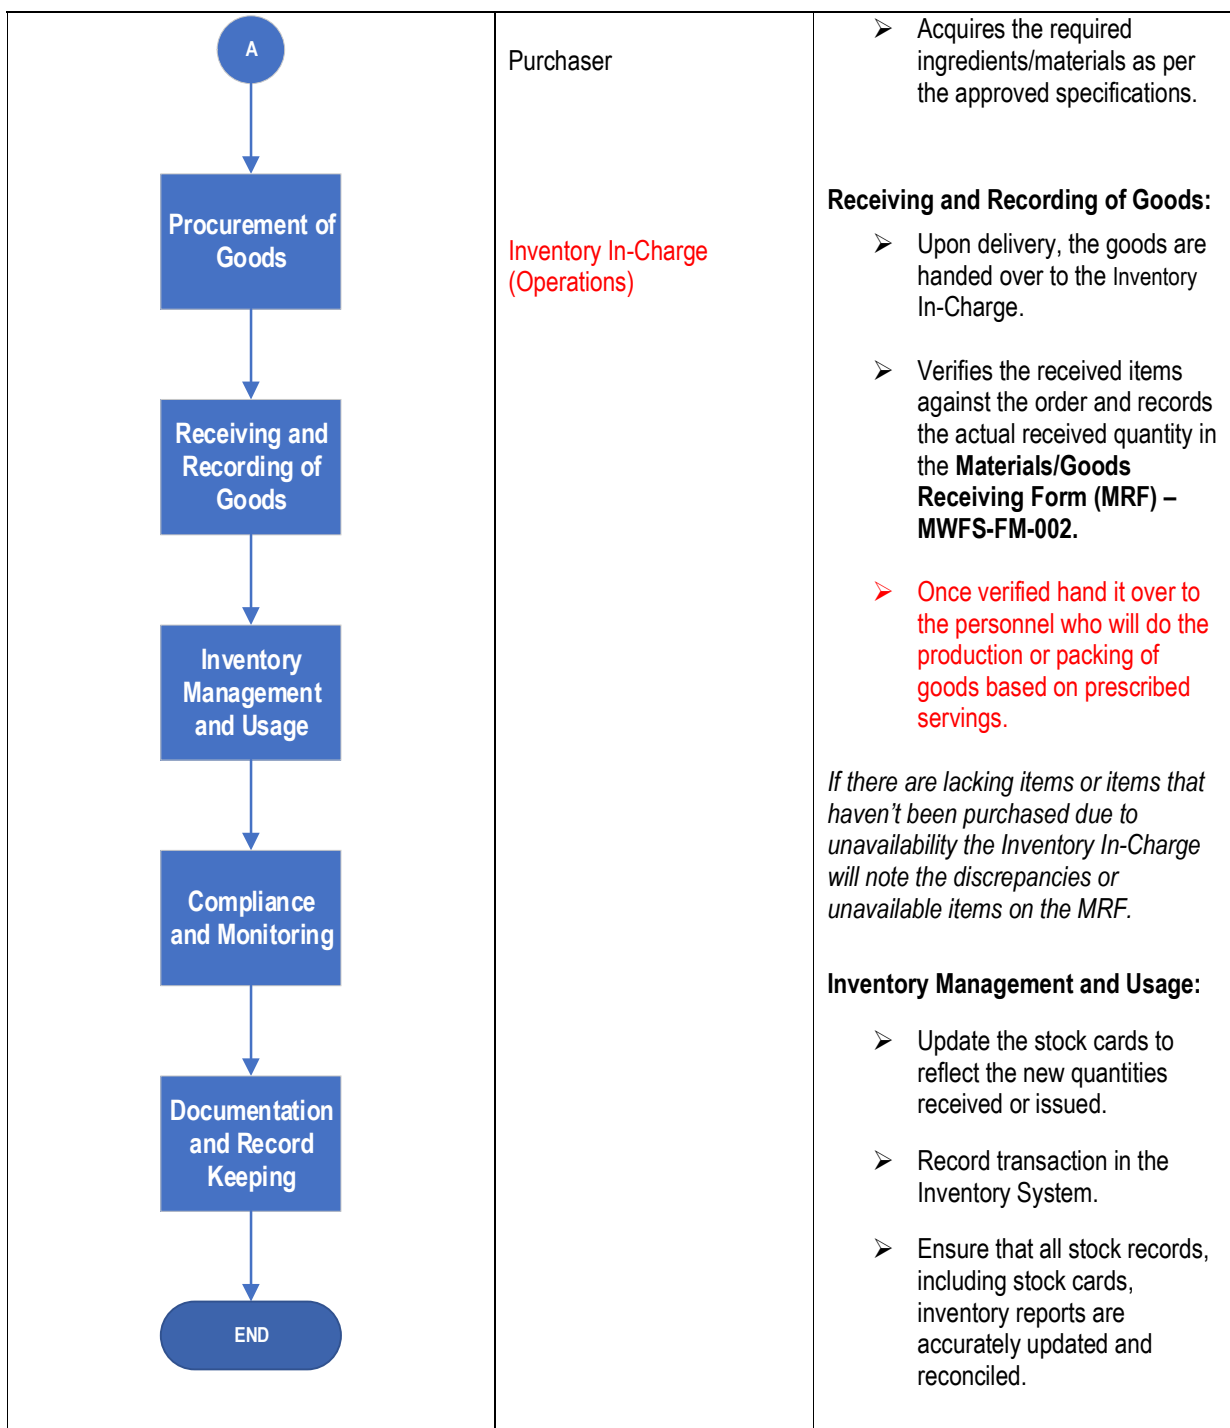 A
Procurement of
Goods
Receiving and
Recording of
Goods
Inventory
Management
and Usage
Compliance
and Monitoring
Documentation
and Record
Keeping
END
Purchaser
Inventory In-Charge
(Operations)
➢ Acquires the required
ingredients/materials as per
the approved specifications.
Receiving and Recording of Goods:
➢ Upon delivery, the goods are
handed over to the Inventory
In-Charge.
➢ Verifies the received items
against the order and records
the actual received quantity in
the Materials/Goods
Receiving Form (MRF) –
MWFS-FM-002.
➢ Once verified hand it over to
the personnel who will do the
production or packing of
goods based on prescribed
servings.
If there are lacking items or items that
haven’t been purchased due to
unavailability the Inventory In-Charge
will note the discrepancies or
unavailable items on the MRF.
Inventory Management and Usage:
➢ Update the stock cards to
reflect the new quantities
received or issued.
➢ Record transaction in the
Inventory System.
➢ Ensure that all stock records,
including stock cards,
inventory reports are
accurately updated and
reconciled.